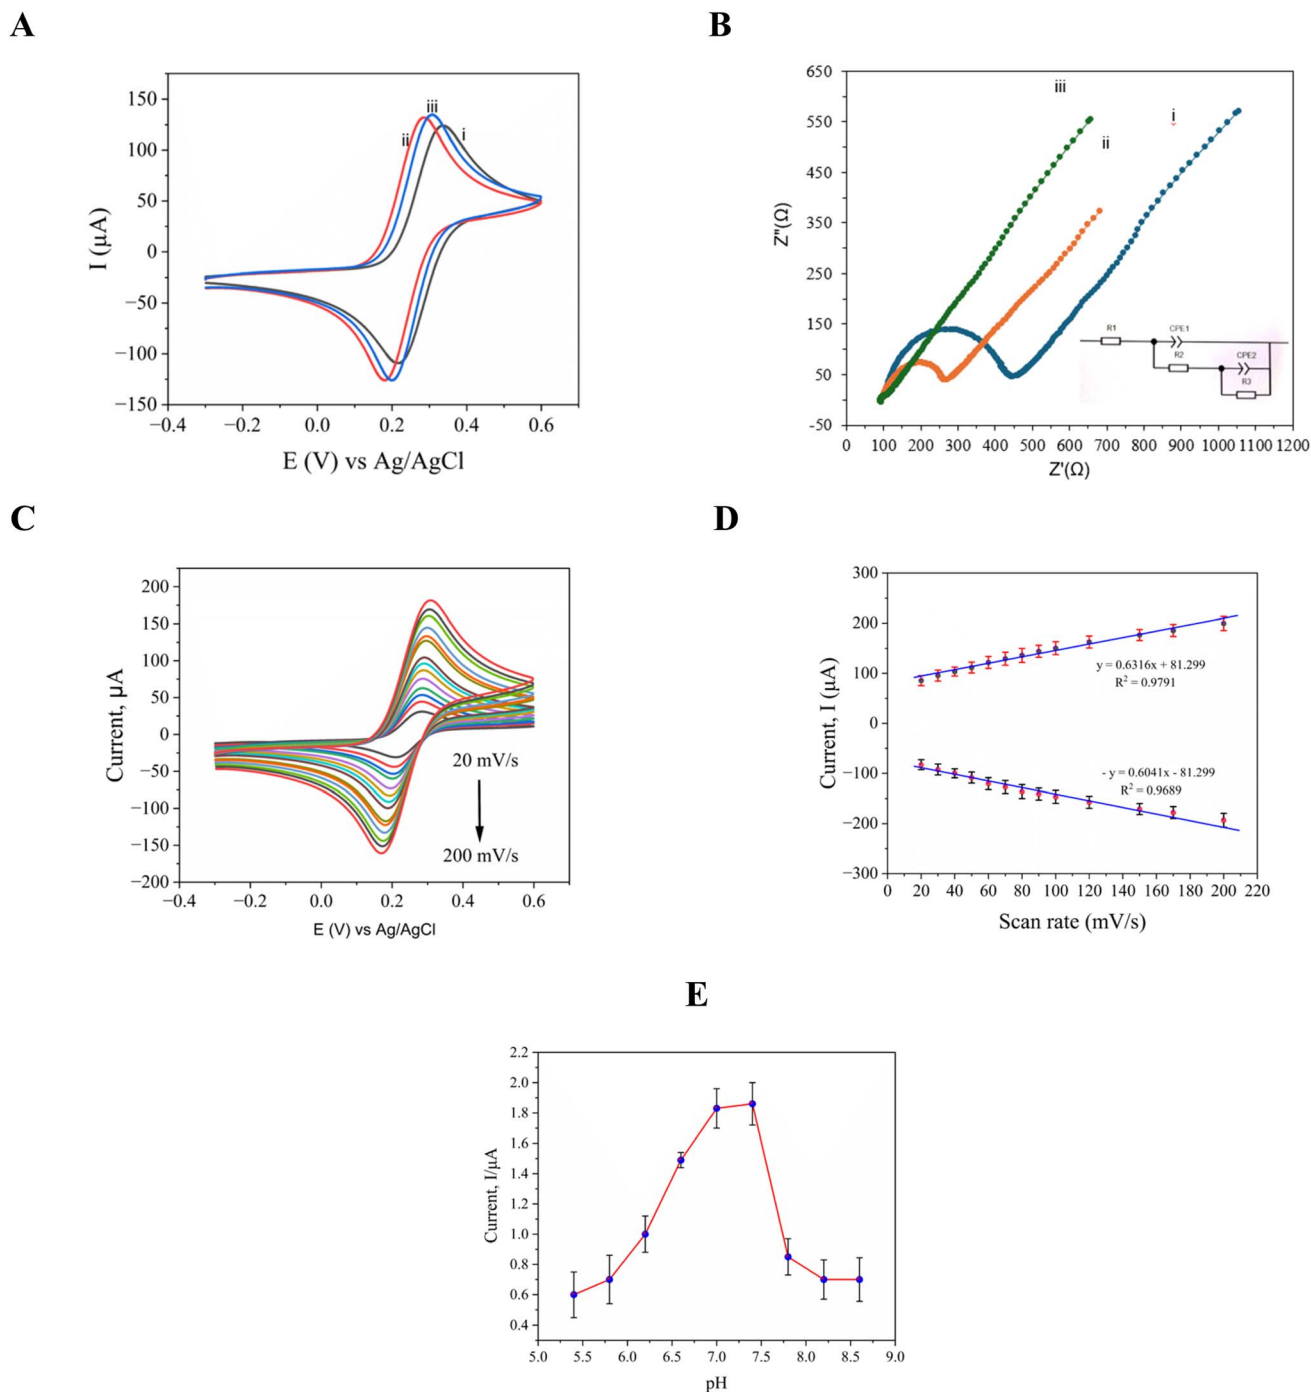 A
150
100
50
0
−50
−100
−150
−0.4
−0.2
0.0
0.2
0.4
0.6
I (μA)
E (V) vs Ag/AgCl
iii
ii
i
B
650
550
450
350
250
150
50
-50
0
100
200
300
400
500
600
700
800
900
1000
1100
1200
Z"(Ω)
Z'(Ω)
iii
i
ii
R1
CPE1
R2
CPE2
R3
C
200
150
100
50
0
−50
−100
−150
−200
−0.4
−0.2
0.0
0.2
0.4
0.6
Current, μA
E (V) vs Ag/AgCl
20 mV/s
200 mV/s
D
300
200
100
0
−100
−200
−300
0
20
40
60
80
100
120
140
160
180
200
220
Current, I (μA)
Scan rate (mV/s)
y = 0.6316x + 81.299
R² = 0.9791
- y = 0.6041x - 81.299
R² = 0.9689
E
2.2
2.0
1.8
1.6
1.4
1.2
1.0
0.8
0.6
0.4
5.0
5.5
6.0
6.5
7.0
7.5
8.0
8.5
9.0
Current, I/μA
pH